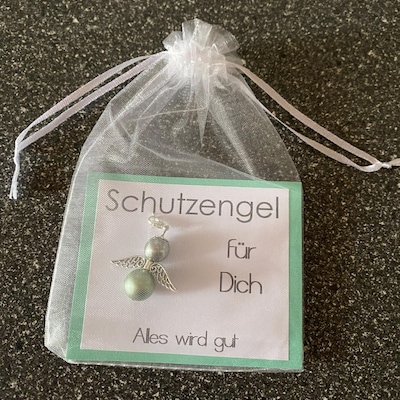 Schutzengel
für
Dich
Alles wird gut